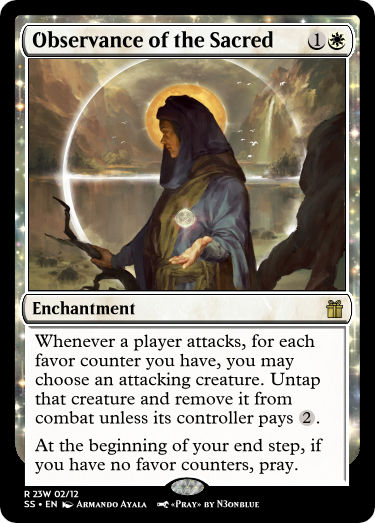 Observance of the Sacred 1
Enchantment
Whenever a player attacks, for each
favor counter you have, you may
choose an attacking creature. Untap
that creature and remove it from
combat unless its controller pays 2.
At the beginning of your end step, if
you have no favor counters, pray.
R 23W 02/12
SS • EN Armando Ayala «Pray» by N3onblue